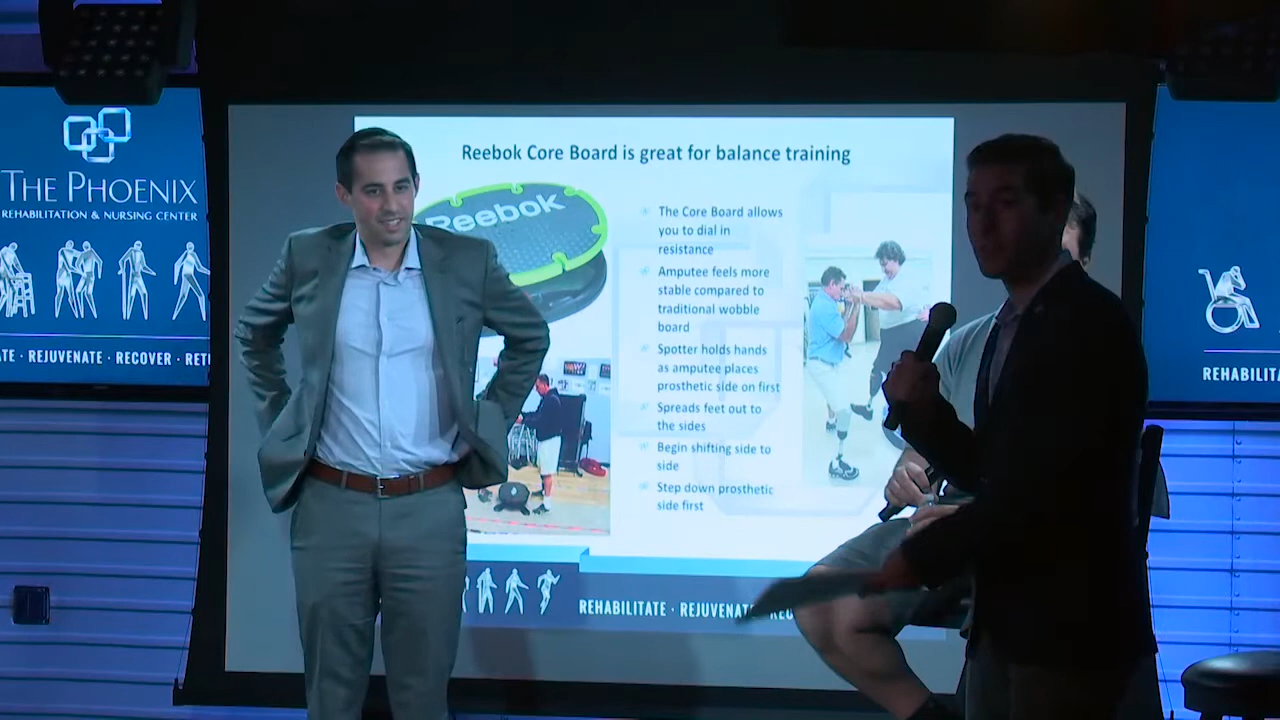 THE PHOENIX
REHABILITATION & NURSING CENTER
REJUVENATE · RECOVER ·
Reebok Core Board is great for balance training
Reebok
The Core Board allows
you to dial in
resistance
Amputee feels more
stable compared to
traditional wobble
board
Spotter holds hands
as amputee places
prosthetic side on first
Spreads feet out to
the sides
Begin shifting side to
side
Step down prosthetic
side first
REHABILITATE · REJUVENATE